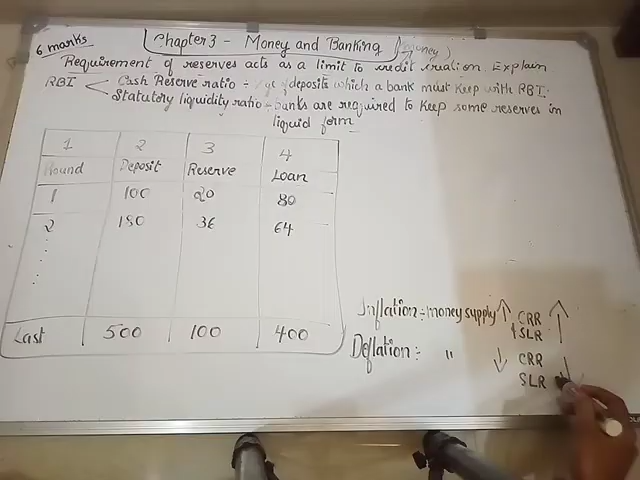 6 marks
Chapter 3 - Money and Banking (money)
Requirement of reserves acts as a limit to credit creation. Explain
RBI
Cash Reserve ratio ÷ of deposits which a bank must keep with RBI.
Statutory liquidity ratio ÷ banks are required to keep some reserves in
liquid form
1 2 3 4
Round Deposit Reserve Loan
1 100 20 80
2 180 36 64
Last 500 100 400
Inflation ÷ money supply ↑ CRR ↑
SLR
Deflation ÷ " ↓ CRR ↓
SLR